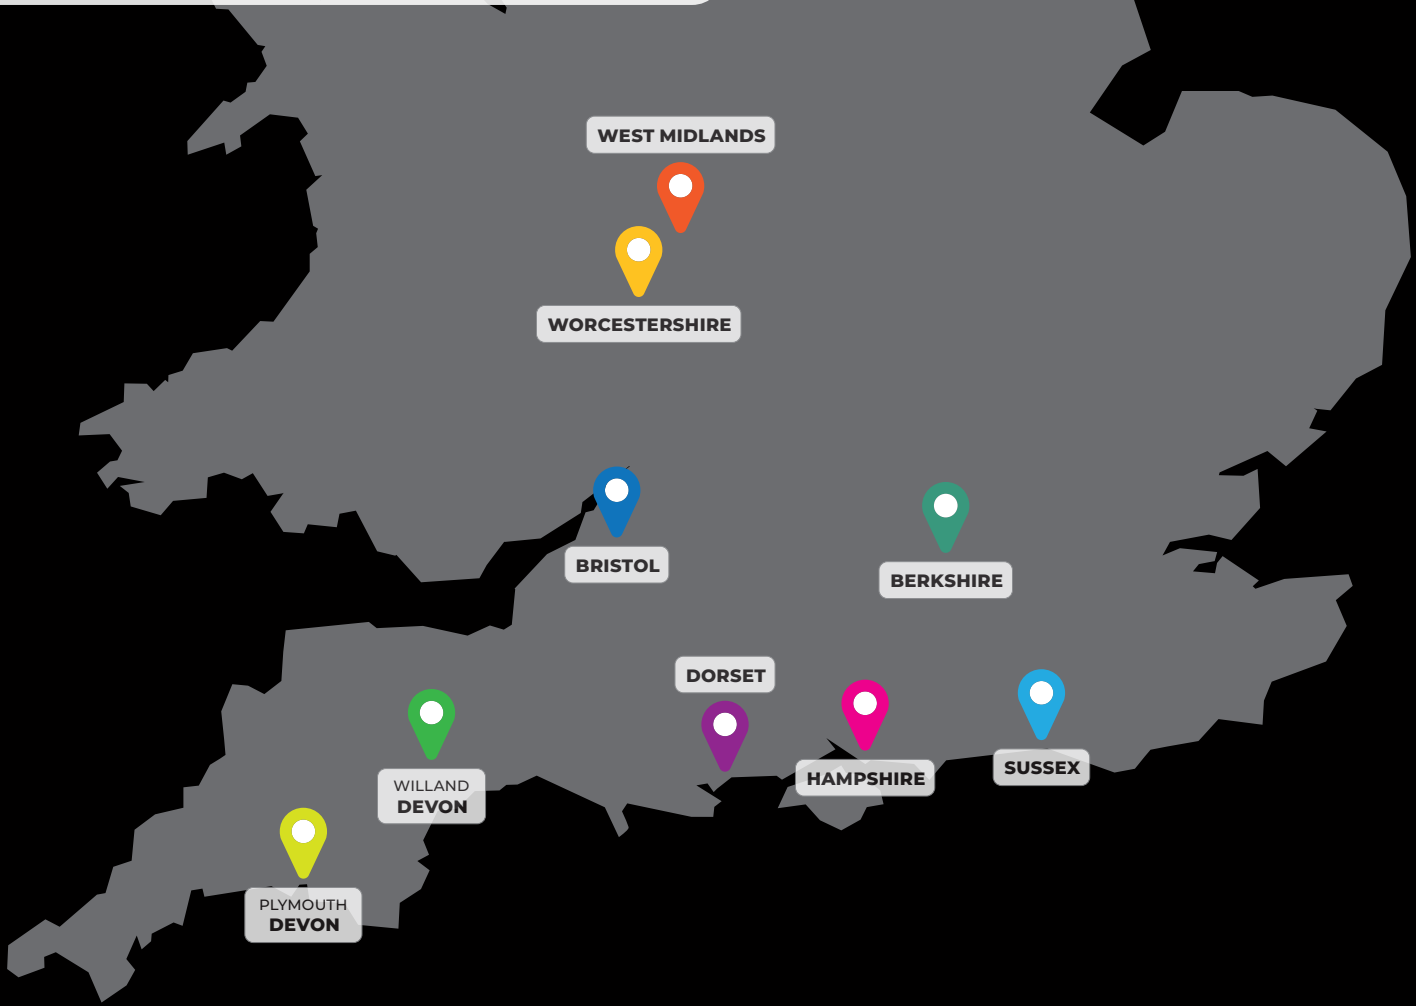 WEST MIDLANDS
WORCESTERSHIRE
BRISTOL
BERKSHIRE
DORSET
HAMPSHIRE
SUSSEX
WILLAND
DEVON
PLYMOUTH
DEVON